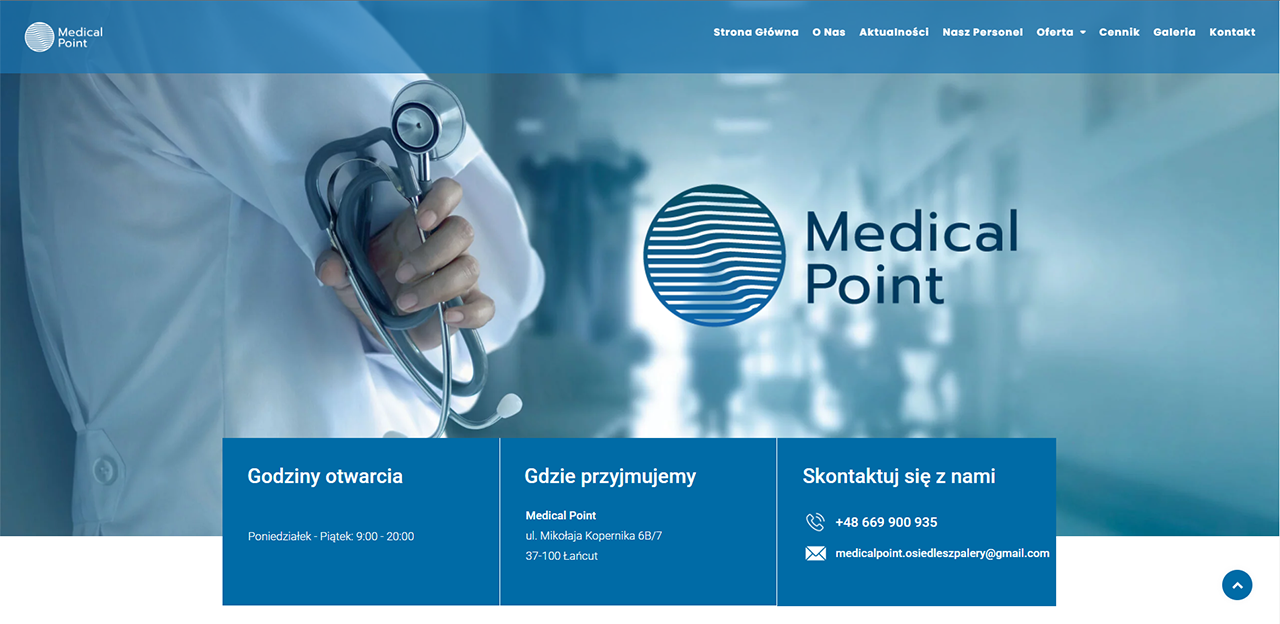 Medical
Point
Strona Główna O Nas Aktualności Nasz Personel Oferta Cennik Galeria Kontakt
Medical
Point
Godziny otwarcia
Poniedziałek - Piątek: 9:00 - 20:00
Gdzie przyjmujemy
Medical Point
ul. Mikołaja Kopernika 6B/7
37-100 Łańcut
Skontaktuj się z nami
+48 669 900 935
medicalpoint.osiedleszpalery@gmail.com